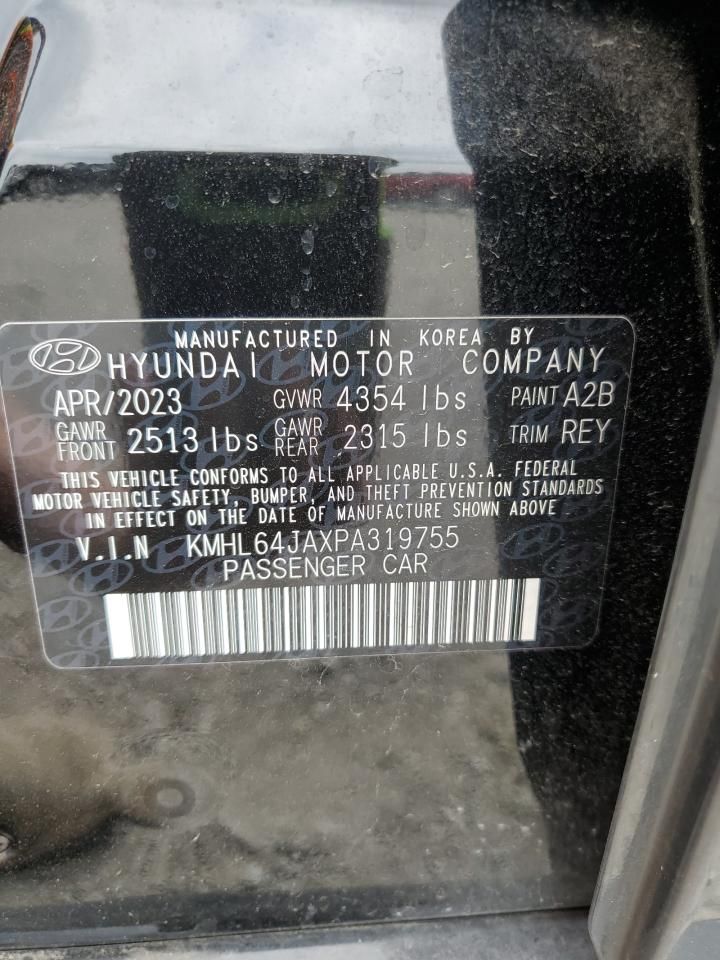 MANUFACTURED IN KOREA BY
HYUNDAI MOTOR COMPANY
APR/2023 GVWR 4354 lbs PAINT A2B
GAWR FRONT 2513 lbs GAWR REAR 2315 lbs TRIM REY
THIS VEHICLE CONFORMS TO ALL APPLICABLE U.S.A. FEDERAL
MOTOR VEHICLE SAFETY, BUMPER, AND THEFT PREVENTION STANDARDS
IN EFFECT ON THE DATE OF MANUFACTURE SHOWN ABOVE
V.I.N KMHL64JAXPA319755
PASSENGER CAR